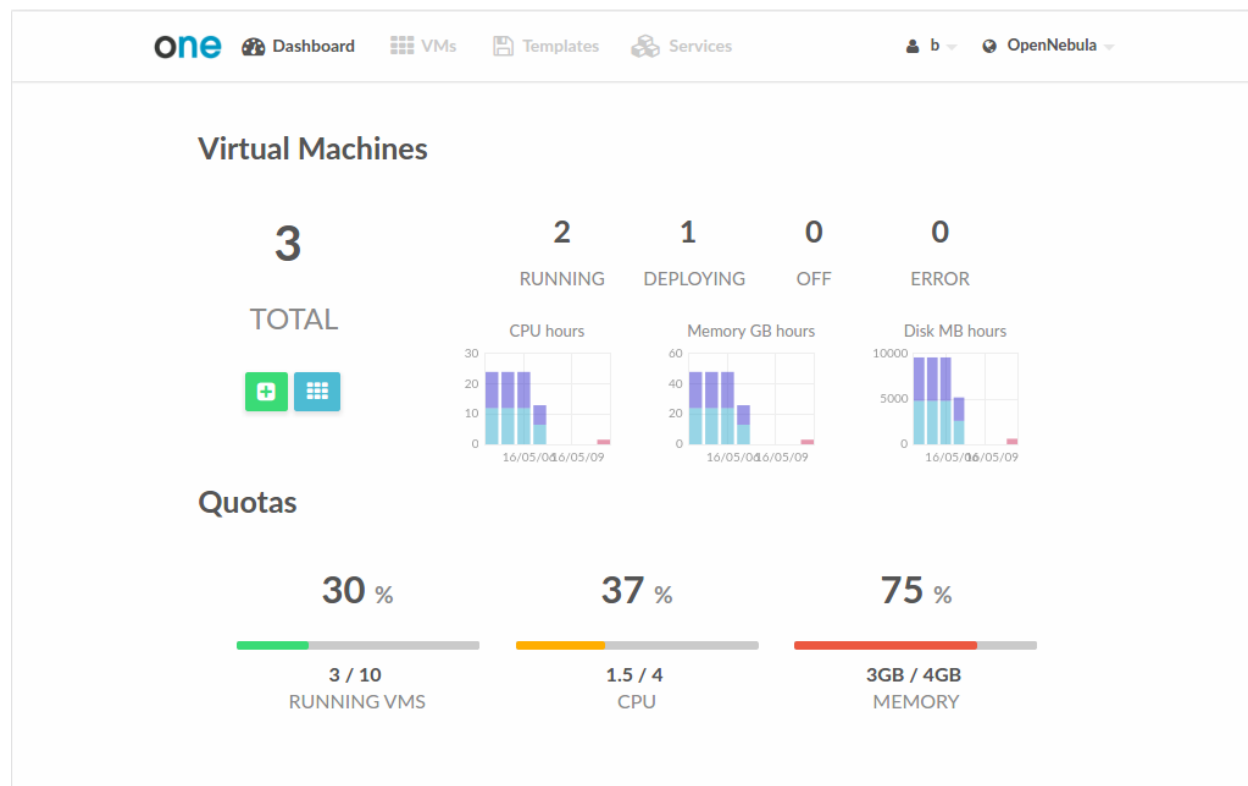 one Dashboard VMs Templates Services b OpenNebula
Virtual Machines
3
TOTAL
2 1 0 0
RUNNING DEPLOYING OFF ERROR
CPU hours Memory GB hours Disk MB hours
30
20
10
0
16/05/06 16/05/09
60
40
20
0
16/05/06 16/05/09
10000
5000
0
16/05/06 16/05/09
Quotas
30 % 37 % 75 %
3 / 10 1.5 / 4 3GB / 4GB
RUNNING VMS CPU MEMORY